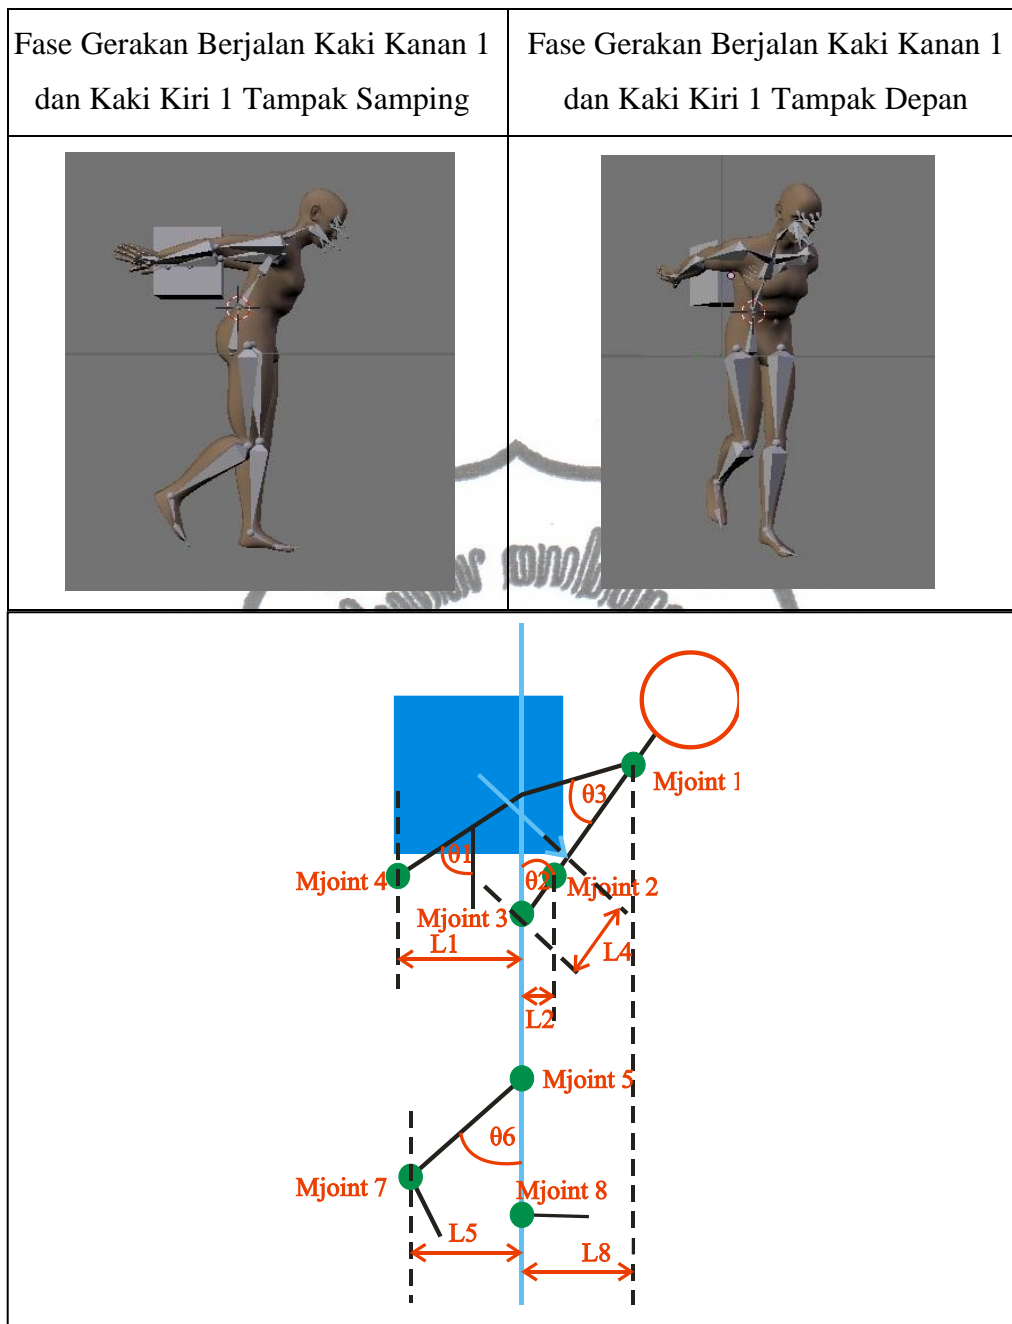 Fase Gerakan Berjalan Kaki Kanan 1
dan Kaki Kiri 1 Tampak Samping
Fase Gerakan Berjalan Kaki Kanan 1
dan Kaki Kiri 1 Tampak Depan
Mjoint 1
θ3
θ1
θ2
Mjoint 4
Mjoint 2
Mjoint 3
L1
L4
L2
Mjoint 5
θ6
Mjoint 7
Mjoint 8
L5
L8